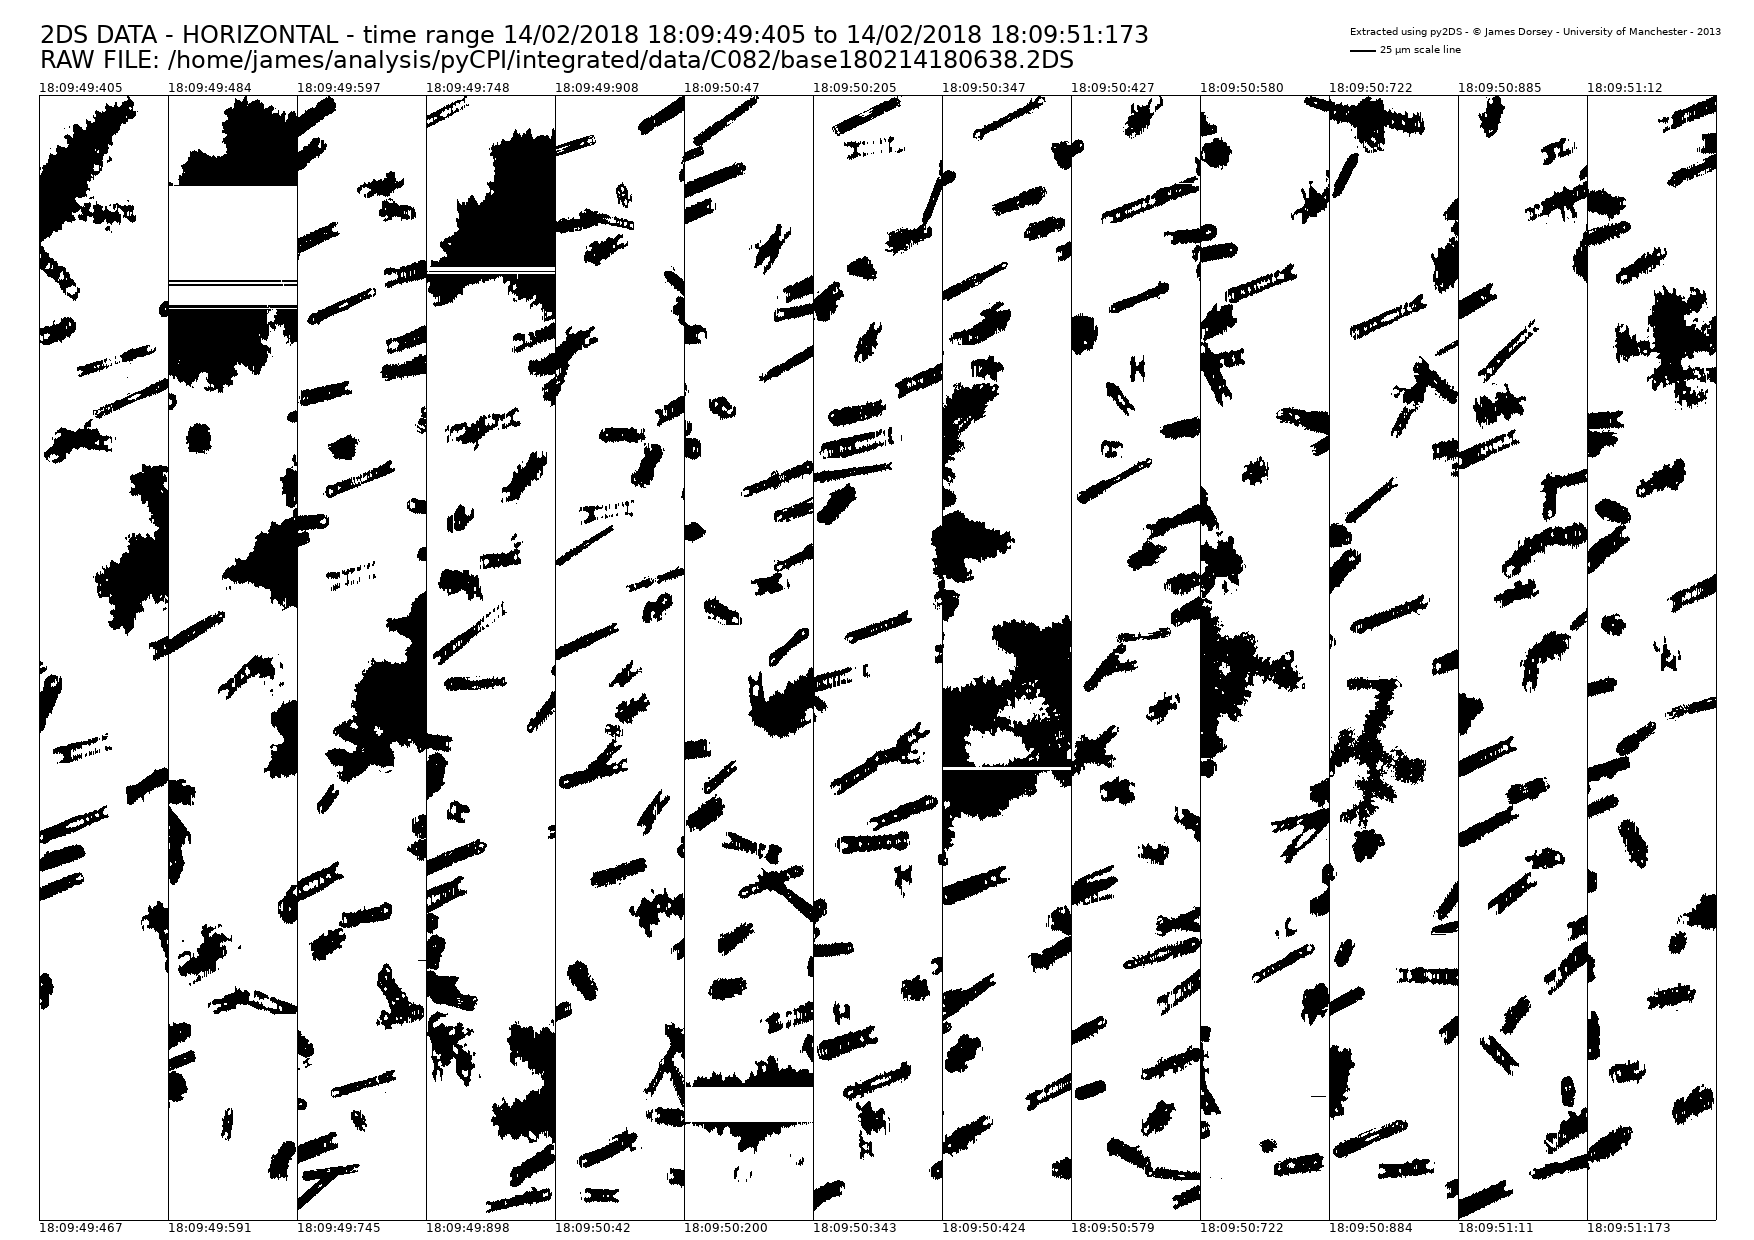 2DS DATA - HORIZONTAL - time range 14/02/2018 18:09:49:405 to 14/02/2018 18:09:51:173
RAW FILE: /home/james/analysis/pyCPI/integrated/data/C082/base180214180638.2DS
Extracted using py2DS - © James Dorsey - University of Manchester - 2013
25 µm scale line
18:09:49:405 18:09:49:484 18:09:49:597 18:09:49:748 18:09:49:908 18:09:50:47 18:09:50:205 18:09:50:347 18:09:50:427 18:09:50:580 18:09:50:722 18:09:50:885 18:09:51:12
18:09:49:467 18:09:49:591 18:09:49:745 18:09:49:898 18:09:50:42 18:09:50:200 18:09:50:343 18:09:50:424 18:09:50:579 18:09:50:722 18:09:50:884 18:09:51:11 18:09:51:173